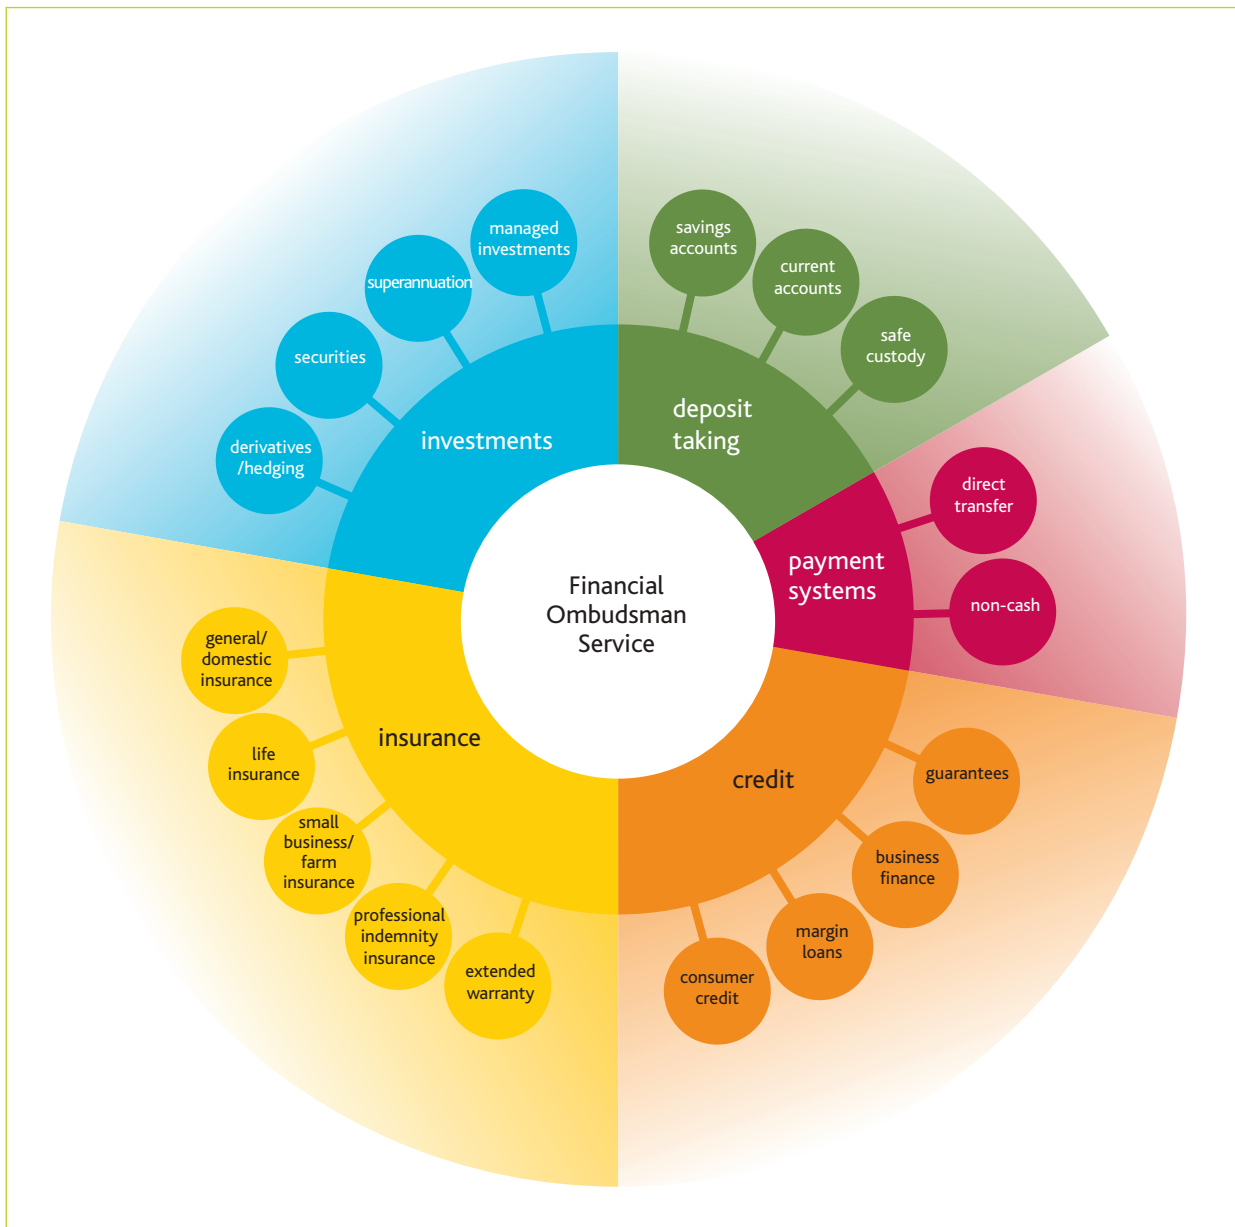 Financial
Ombudsman
Service
deposit
taking
savings
accounts
current
accounts
safe
custody
payment
systems
direct
transfer
non-cash
credit
guarantees
business
finance
margin
loans
consumer
credit
insurance
extended
warranty
professional
indemnity
insurance
small
business/
farm
insurance
life
insurance
general/
domestic
insurance
investments
derivatives
/hedging
securities
superannuation
managed
investments